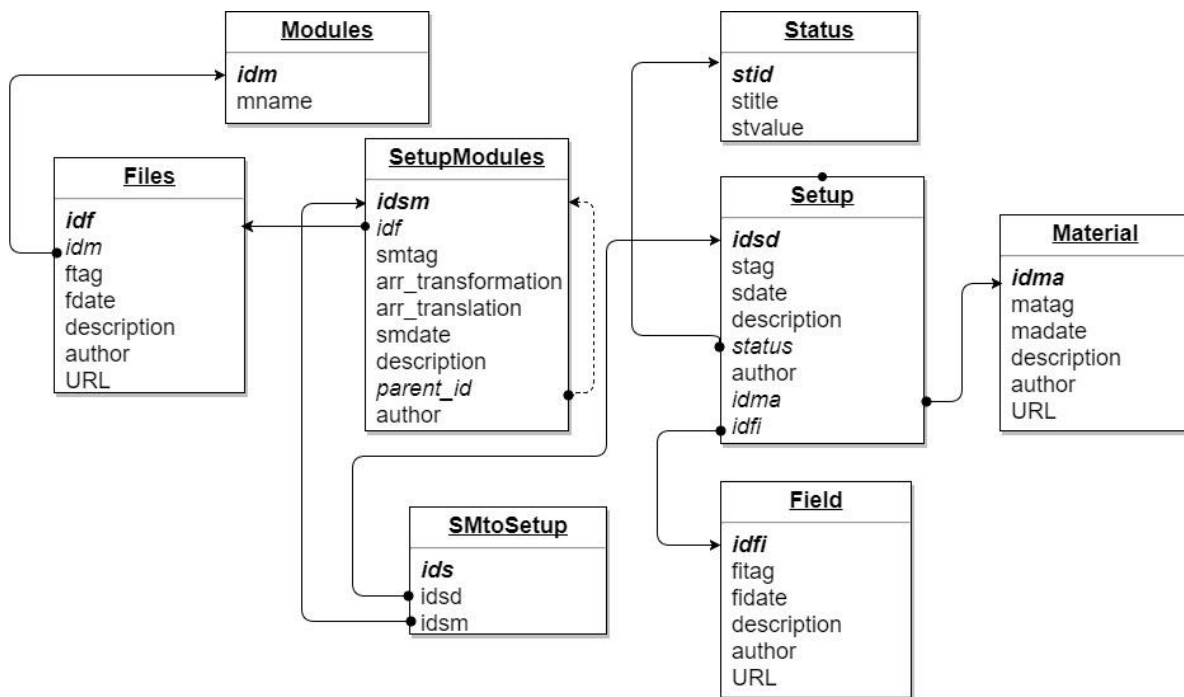 Modules
idm
mname
Status
stid
stitle
stvalue
Files
idf
idm
ftag
fdate
description
author
URL
SetupModules
idsm
idf
smtag
arr_transformation
arr_translation
smdate
description
parent_id
author
Setup
idsd
stag
sdate
description
status
author
idma
idfi
Material
idma
matag
madate
description
author
URL
SMtoSetup
ids
idsd
idsm
Field
idfi
fitag
fidate
description
author
URL